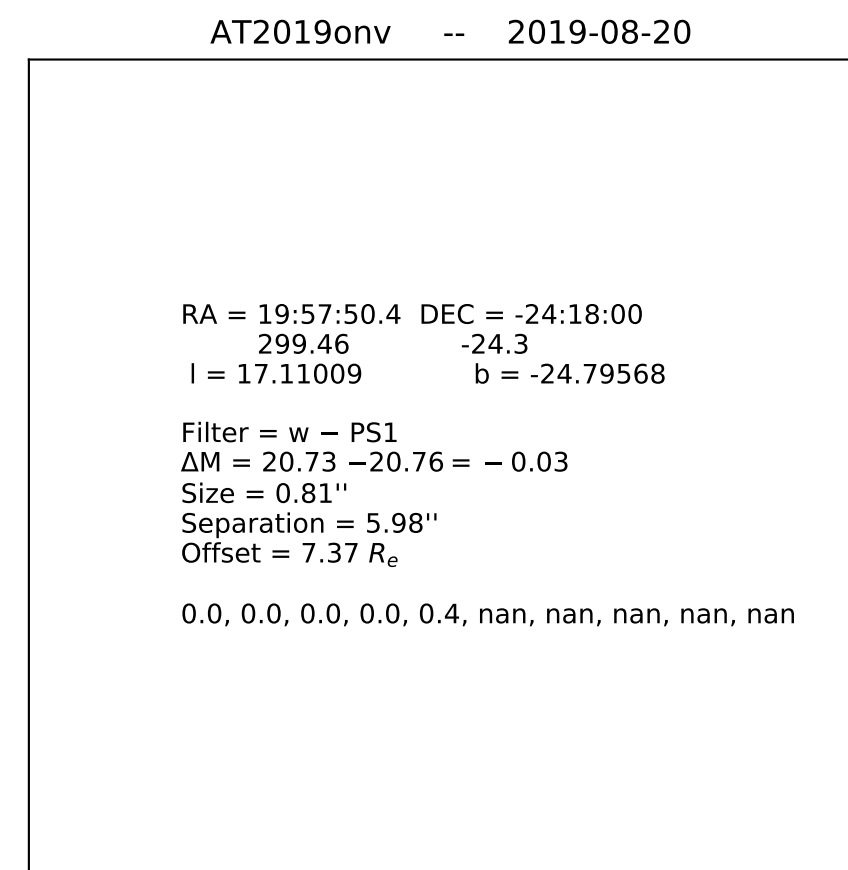 AT2019onv -- 2019-08-20
RA = 19:57:50.4 DEC = -24:18:00
299.46 -24.3
l = 17.11009 b = -24.79568
Filter = w − PS1
ΔM = 20.73 −20.76 = − 0.03
Size = 0.81''
Separation = 5.98''
Offset = 7.37 Re
0.0, 0.0, 0.0, 0.0, 0.4, nan, nan, nan, nan, nan